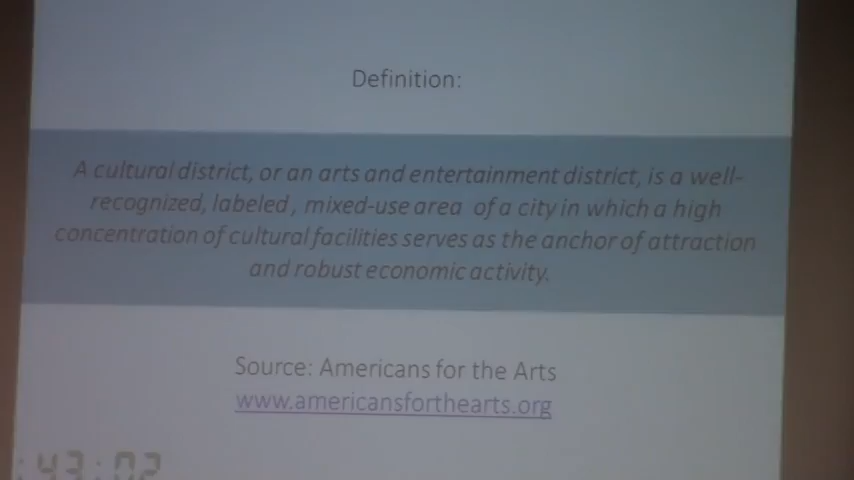 Definition:
A cultural district, or an arts and entertainment district, is a well-
recognized, labeled, mixed-use area of a city in which a high
concentration of cultural facilities serves as the anchor of attraction
and robust economic activity.
Source: Americans for the Arts
www.americansforthearts.org
:43:02